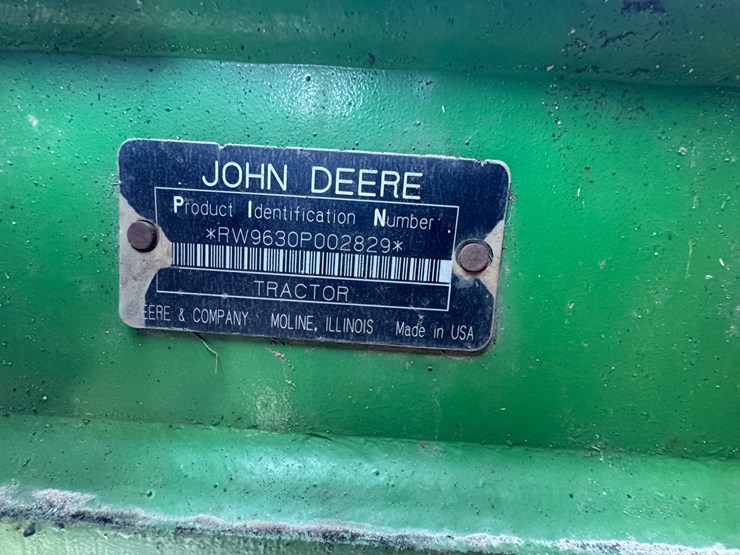 JOHN DEERE
Product Identification Number
*RW9630P002829*
TRACTOR
EERE & COMPANY MOLINE, ILLINOIS Made in USA